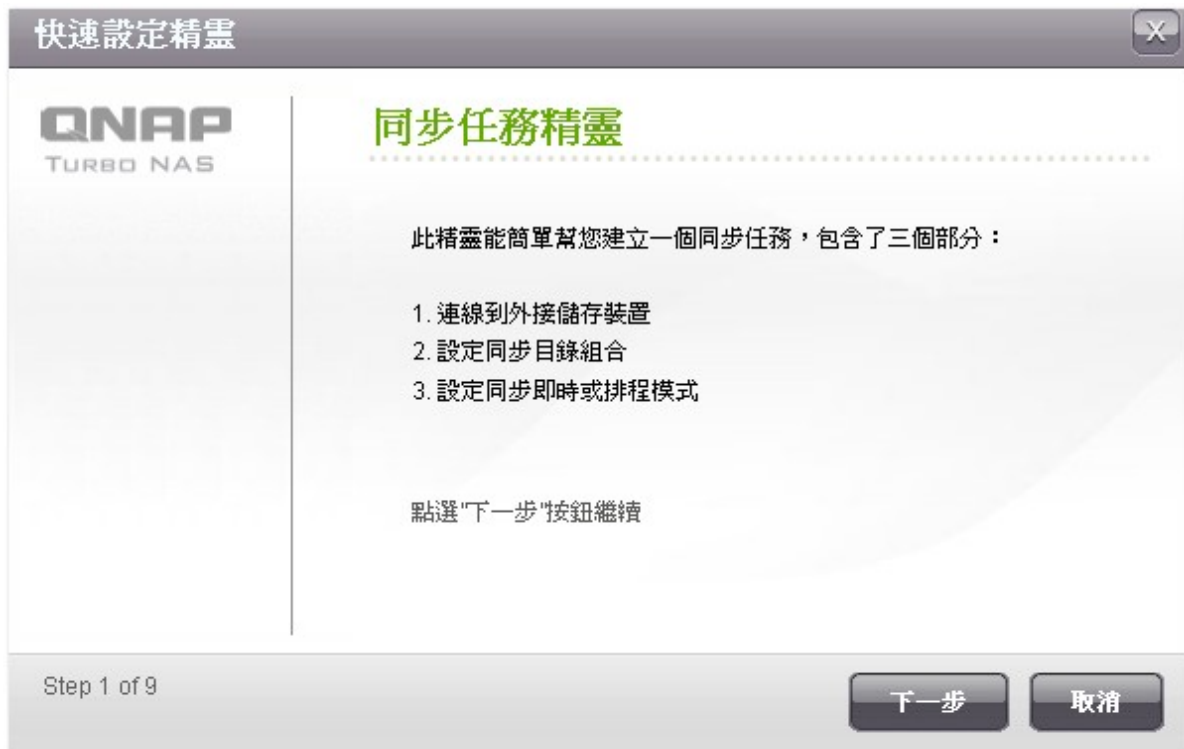 快速設定精靈
X
QNAP
TURBO NAS
同步任務精靈
此精靈能簡單幫您建立一個同步任務，包含了三個部分：
1. 連線到外接儲存裝置
2. 設定同步目錄組合
3. 設定同步即時或排程模式
點選"下一步"按鈕繼續
Step 1 of 9
下一步
取消